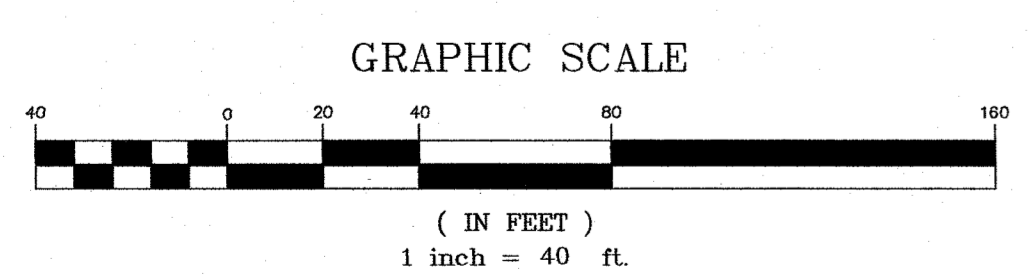 GRAPHIC SCALE
40 0 20 40 80 160
( IN FEET )
1 inch = 40 ft.